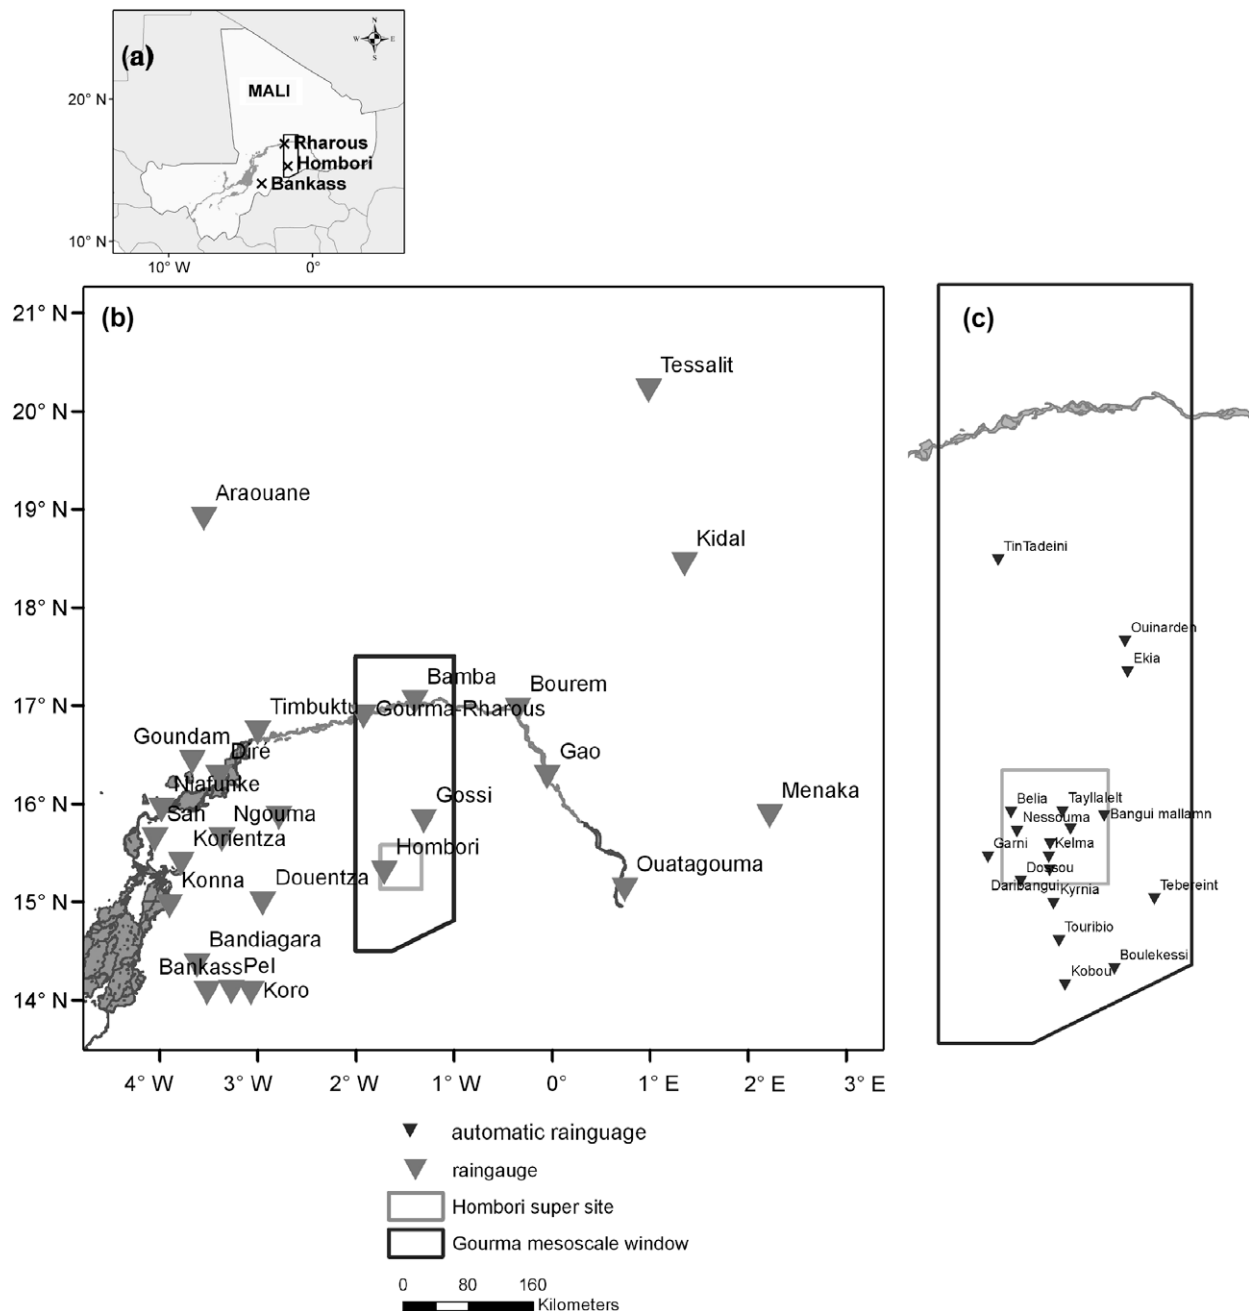 (a)
N
W E
S
20° N
MALI
Rharous
Hombori
Bankass
10° N
10° W 0°
(b)
21° N
20° N
19° N
18° N
17° N
16° N
15° N
14° N
Tessalit
Araouane
Kidal
Bamba
Bourem
Timbuktu
Gourma-Rharous
Goundam
Diré
Gao
Niafunke
Menaka
Gossi
Sah
Ngouma
Korientza
Hombori
Ouatagouma
Konna
Douentza
Bandiagara
Bankass
Pel
Koro
4° W 3° W 2° W 1° W 0° 1° E 2° E 3° E
(c)
TinTadeini
Ouinarden
Ekia
Belia
Tayllalelt
Nessouma
Bangui mallamn
Garni
Kelma
Dossou
Daribangui
Kyrnia
Tebereint
Touribio
Boulekessi
Kobou
automatic rainguage
raingauge
Hombori super site
Gourma mesoscale window
0 80 160
Kilometers